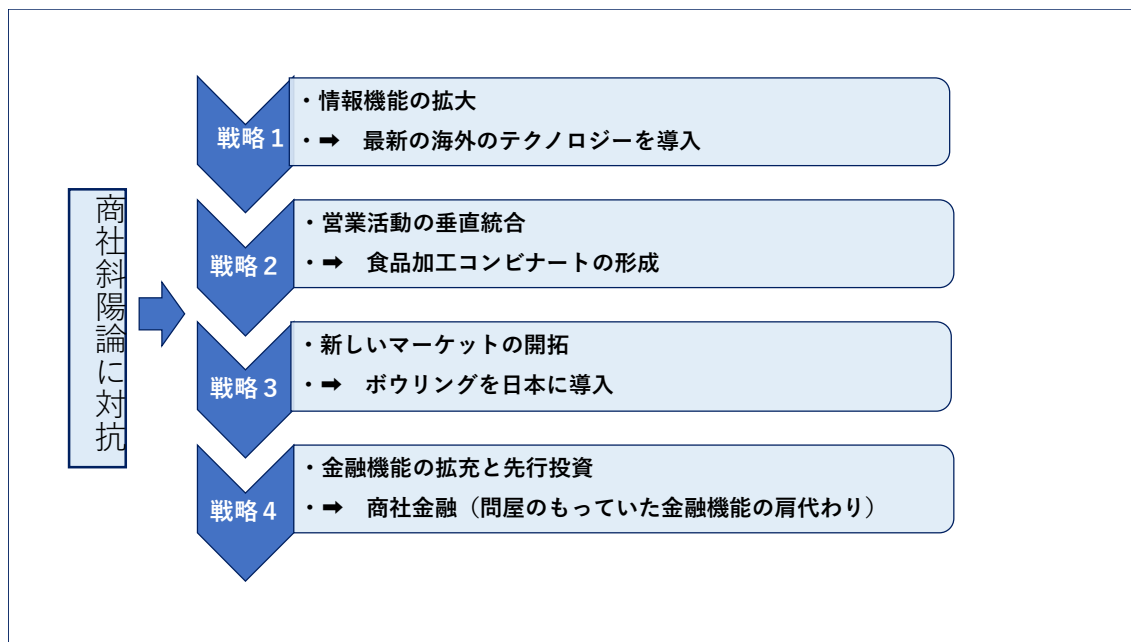 商社斜陽論に対抗
戦略１
・情報機能の拡大
・➡　最新の海外のテクノロジーを導入
戦略２
・営業活動の垂直統合
・➡　食品加工コンビナートの形成
戦略３
・新しいマーケットの開拓
・➡　ボウリングを日本に導入
戦略４
・金融機能の拡充と先行投資
・➡　商社金融（問屋のもっていた金融機能の肩代わり）